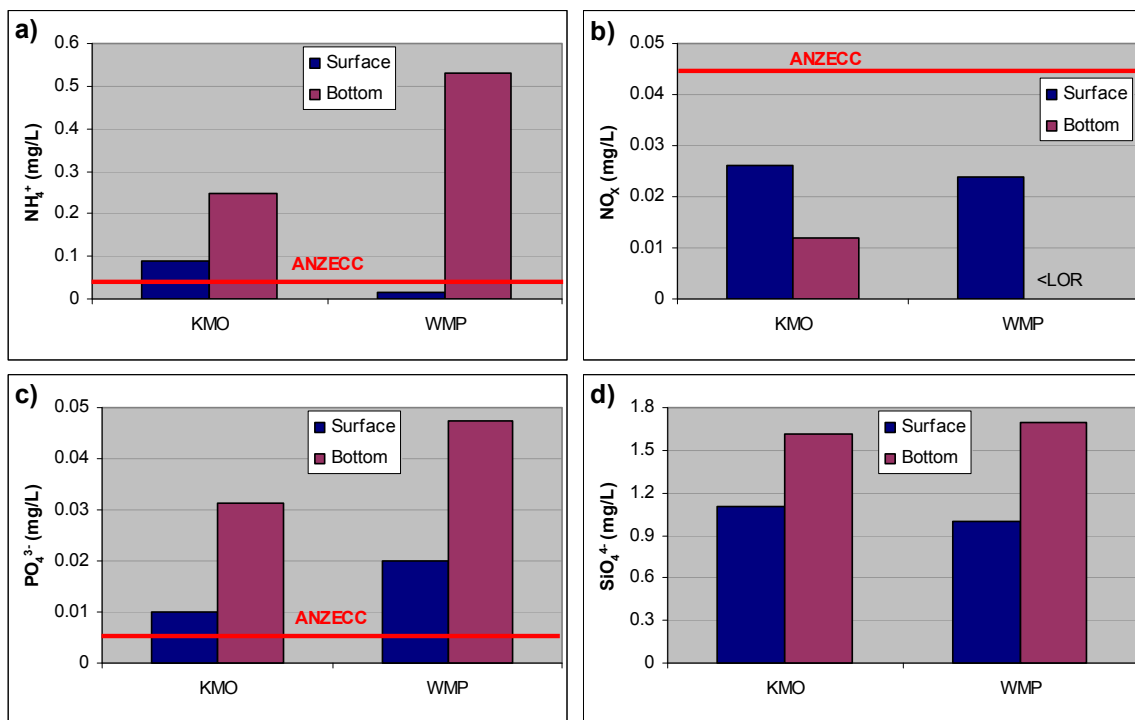 a)
0.6
0.5
0.4
0.3
0.2
0.1
0
NH₄⁺ (mg/L)
Surface
Bottom
ANZECC
KMO
WMP
b)
0.05
0.04
0.03
0.02
0.01
0
NOₓ (mg/L)
ANZECC
Surface
Bottom
<LOR
KMO
WMP
c)
0.05
0.04
0.03
0.02
0.01
0
PO₄³⁻ (mg/L)
Surface
Bottom
ANZECC
KMO
WMP
d)
1.8
1.5
1.2
0.9
0.6
0.3
0
SiO₄⁴⁻ (mg/L)
Surface
Bottom
KMO
WMP